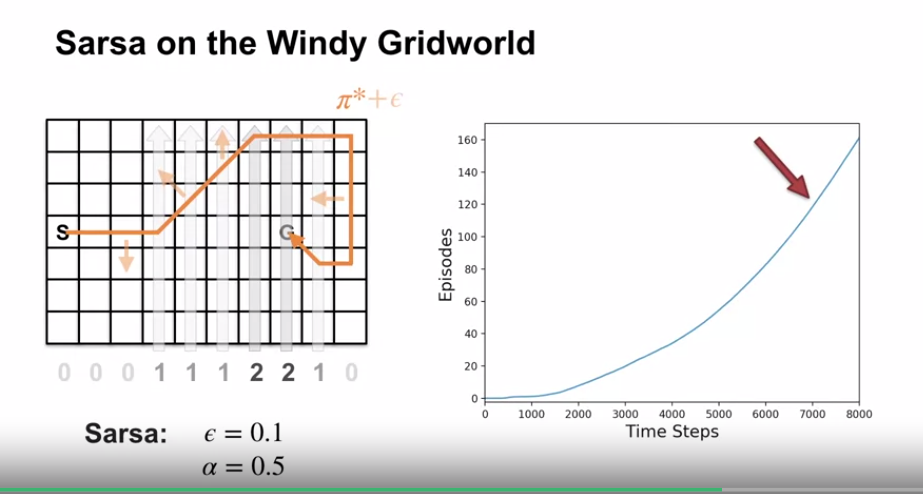 Sarsa on the Windy Gridworld
π*+ϵ
S
G
0 0 0 1 1 1 2 2 1 0
Sarsa: ϵ = 0.1
α = 0.5
160
140
120
100
80
60
40
20
0
Episodes
0 1000 2000 3000 4000 5000 6000 7000 8000
Time Steps